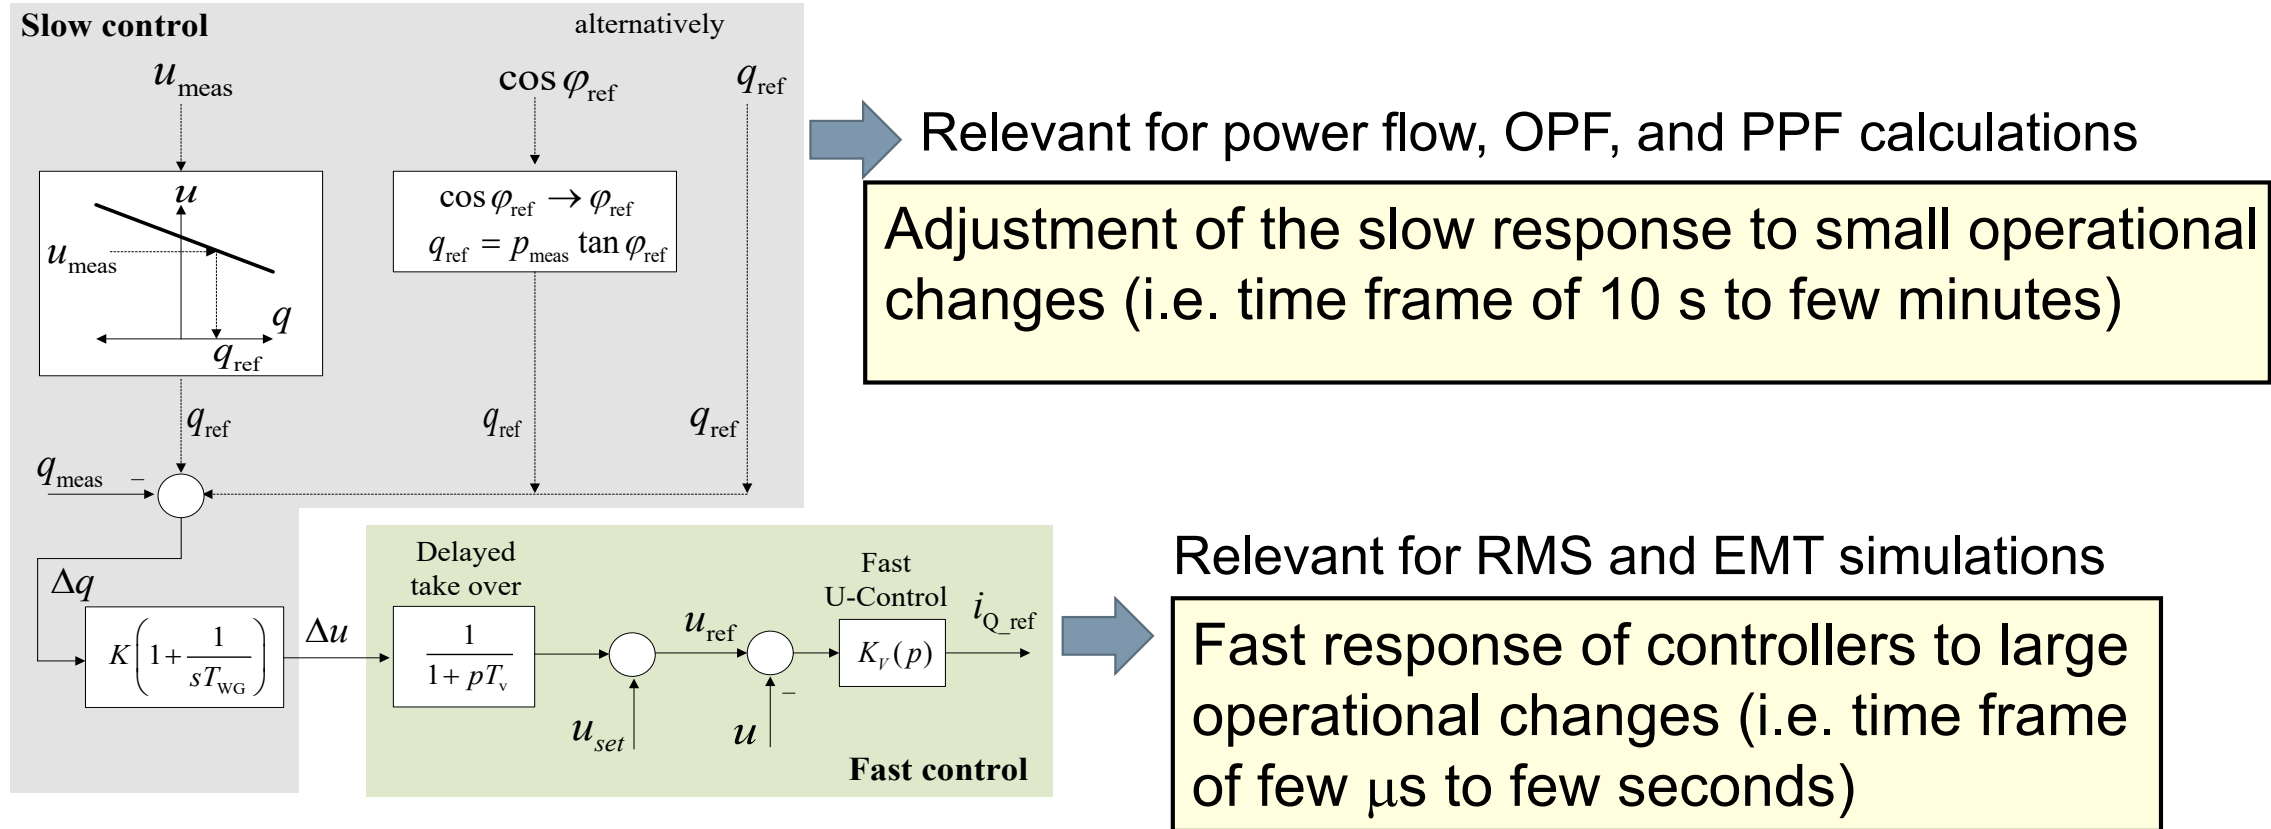 Slow control
alternatively
u_meas
cos φ_ref
q_ref
u
u_meas
q
q_ref
cos φ_ref → φ_ref
q_ref = p_meas tan φ_ref
q_ref
q_ref
q_ref
q_meas
−
Δq
K(1 + 1/(sT_WG))
Δu
Delayed
take over
1/(1 + pT_v)
u_set
u_ref
u
−
Fast
U-Control
K_V(p)
i_Q_ref
Fast control
Relevant for power flow, OPF, and PPF calculations
Adjustment of the slow response to small operational
changes (i.e. time frame of 10 s to few minutes)
Relevant for RMS and EMT simulations
Fast response of controllers to large
operational changes (i.e. time frame
of few μs to few seconds)